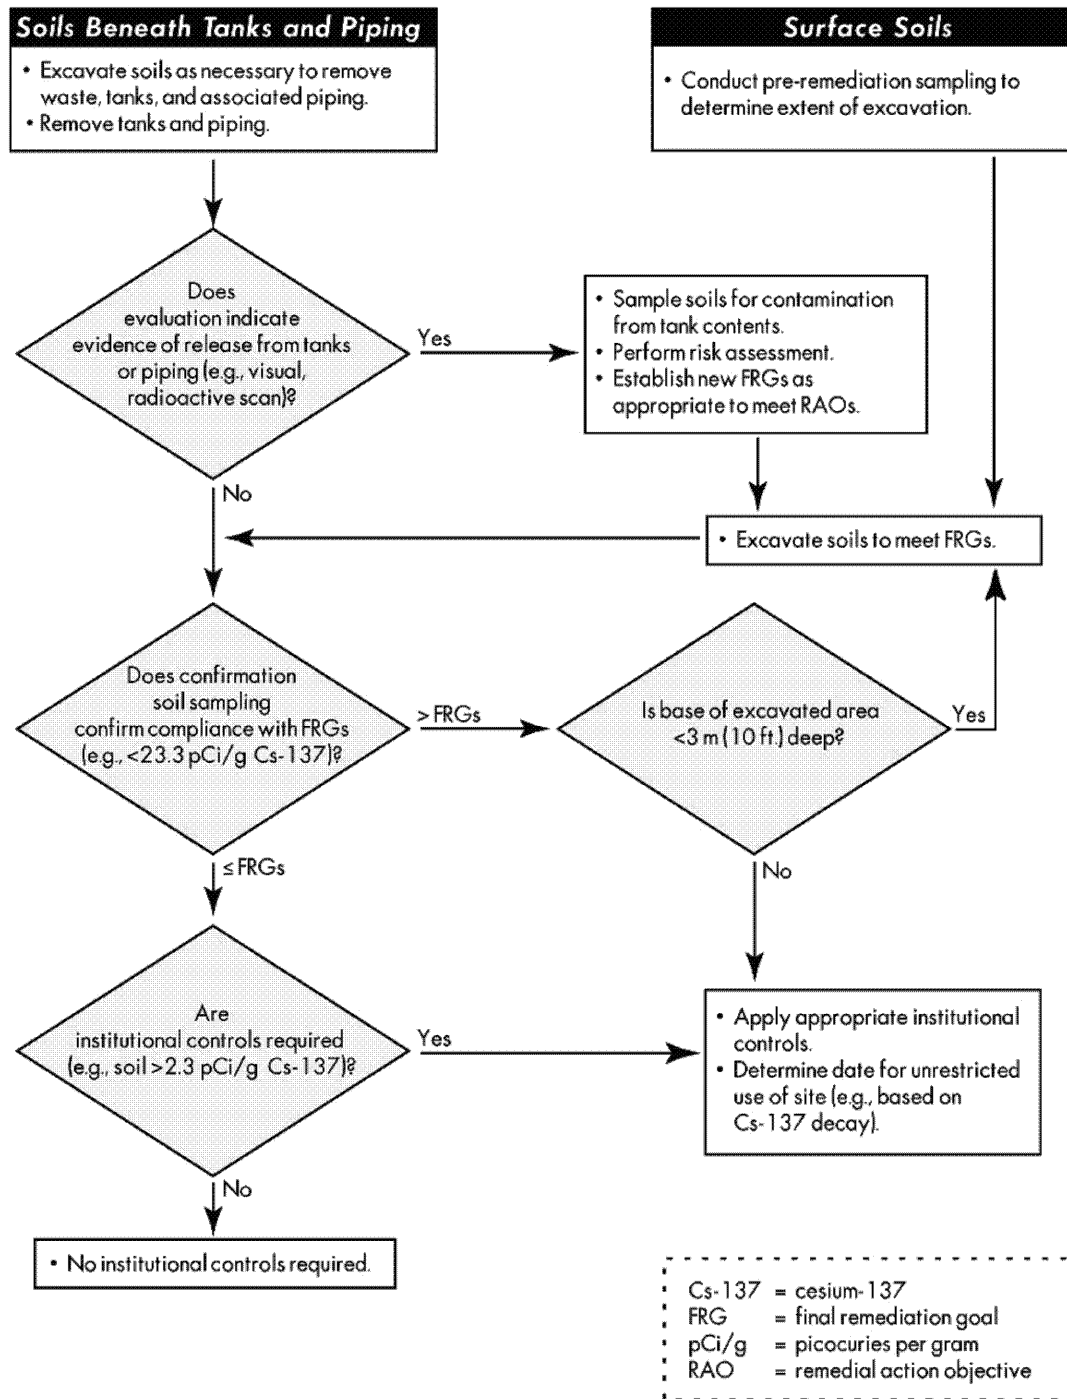 Soils Beneath Tanks and Piping
• Excavate soils as necessary to remove
waste, tanks, and associated piping.
• Remove tanks and piping.
Surface Soils
• Conduct pre-remediation sampling to
determine extent of excavation.
Does
evaluation indicate
evidence of release from tanks
or piping (e.g., visual,
radioactive scan)?
Yes
• Sample soils for contamination
from tank contents.
• Perform risk assessment.
• Establish new FRGs as
appropriate to meet RAOs.
No
• Excavate soils to meet FRGs.
Does confirmation
soil sampling
confirm compliance with FRGs
(e.g., <23.3 pCi/g Cs-137)?
> FRGs
Is base of excavated area
<3 m (10 ft.) deep?
Yes
≤ FRGs
No
Are
institutional controls required
(e.g., soil >2.3 pCi/g Cs-137)?
Yes
• Apply appropriate institutional
controls.
• Determine date for unrestricted
use of site (e.g., based on
Cs-137 decay).
No
• No institutional controls required.
Cs-137 = cesium-137
FRG = final remediation goal
pCi/g = picocuries per gram
RAO = remedial action objective